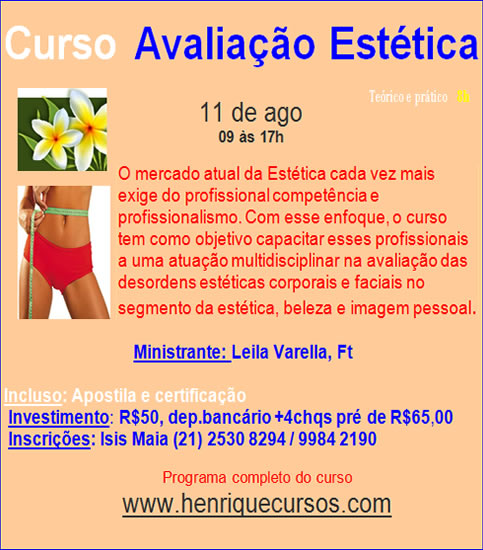 Curso Avaliação Estética
Teórico e prático 8h
11 de ago
09 às 17h
O mercado atual da Estética cada vez mais
exige do profissional competência e
profissionalismo. Com esse enfoque, o curso
tem como objetivo capacitar esses profissionais
a uma atuação multidisciplinar na avaliação das
desordens estéticas corporais e faciais no
segmento da estética, beleza e imagem pessoal.
Ministrante: Leila Varella, Ft
Incluso: Apostila e certificação
Investimento: R$50, dep.bancário +4chqs pré de R$65,00
Inscrições: Isis Maia (21) 2530 8294 / 9984 2190
Programa completo do curso
www.henriquecursos.com